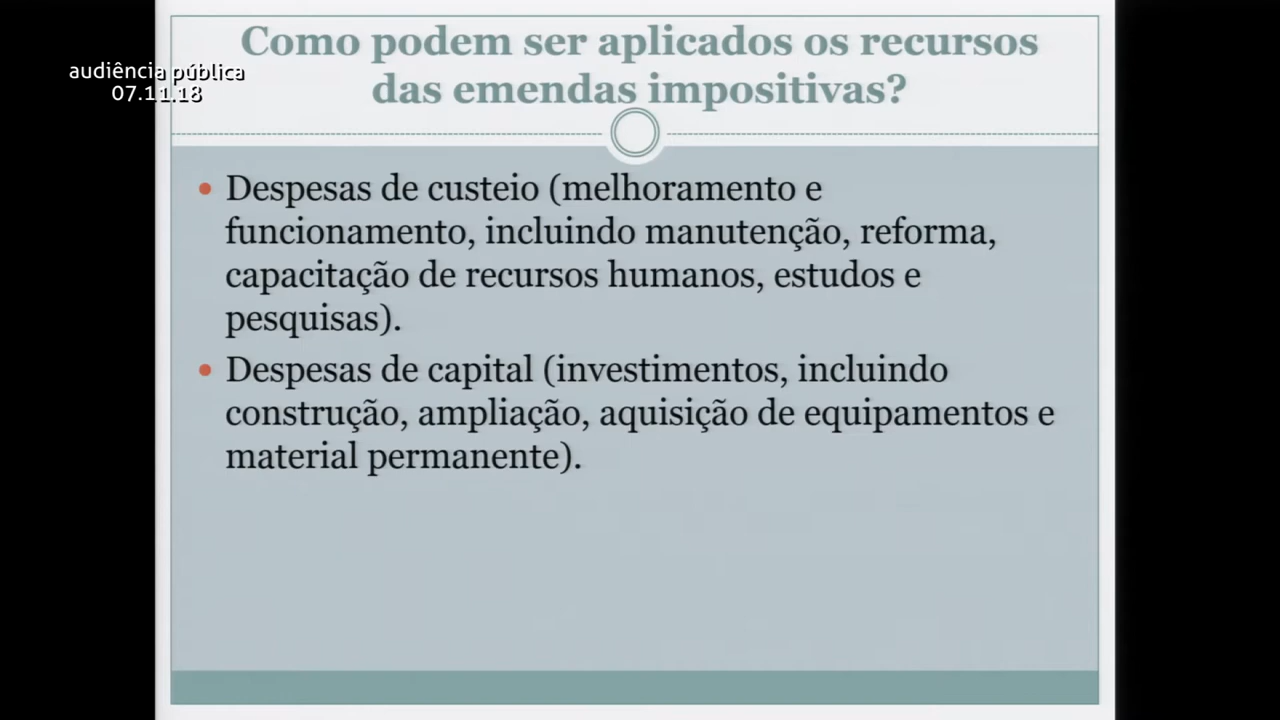 Como podem ser aplicados os recursos
das emendas impositivas?
audiência pública
07.11.18
• Despesas de custeio (melhoramento e
funcionamento, incluindo manutenção, reforma,
capacitação de recursos humanos, estudos e
pesquisas).
• Despesas de capital (investimentos, incluindo
construção, ampliação, aquisição de equipamentos e
material permanente).